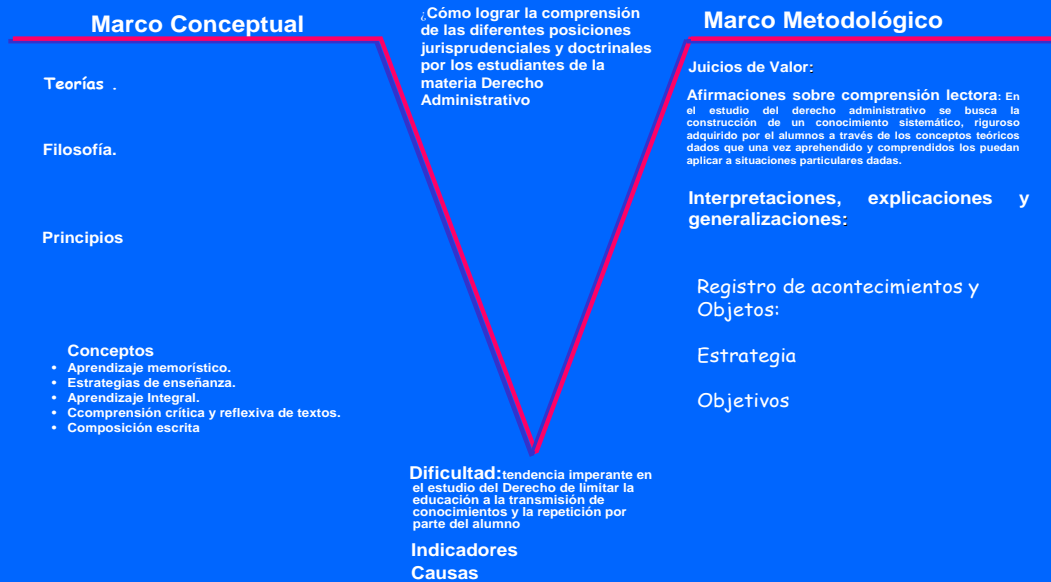 Marco Conceptual
Teorías .
Filosofía.
Principios
Conceptos
• Aprendizaje memorístico.
• Estrategias de enseñanza.
• Aprendizaje Integral.
• Ccomprensión crítica y reflexiva de textos.
• Composición escrita
¿Cómo lograr la comprensión
de las diferentes posiciones
jurisprudenciales y doctrinales
por los estudiantes de la
materia Derecho
Administrativo
Dificultad:tendencia imperante en
el estudio del Derecho de limitar la
educación a la transmisión de
conocimientos y la repetición por
parte del alumno
Indicadores
Causas
Marco Metodológico
Juicios de Valor:
Afirmaciones sobre comprensión lectora: En
el estudio del derecho administrativo se busca la
construcción de un conocimiento sistemático, riguroso
adquirido por el alumnos a través de los conceptos teóricos
dados que una vez aprehendido y comprendidos los puedan
aplicar a situaciones particulares dadas.
Interpretaciones, explicaciones y
generalizaciones:
Registro de acontecimientos y
Objetos:
Estrategia
Objetivos